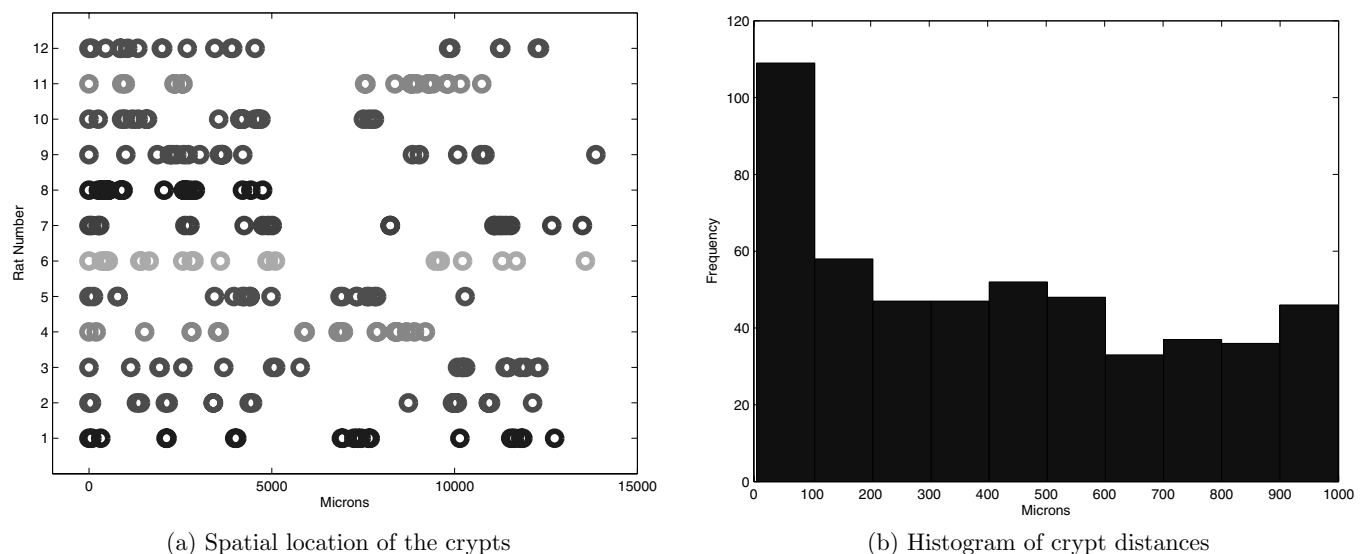 12
11
10
9
8
7
6
5
4
3
2
1
Rat Number
0 5000 10000 15000
Microns
(a) Spatial location of the crypts
120
100
80
60
40
20
0
Frequency
0 100 200 300 400 500 600 700 800 900 1000
Microns
(b) Histogram of crypt distances